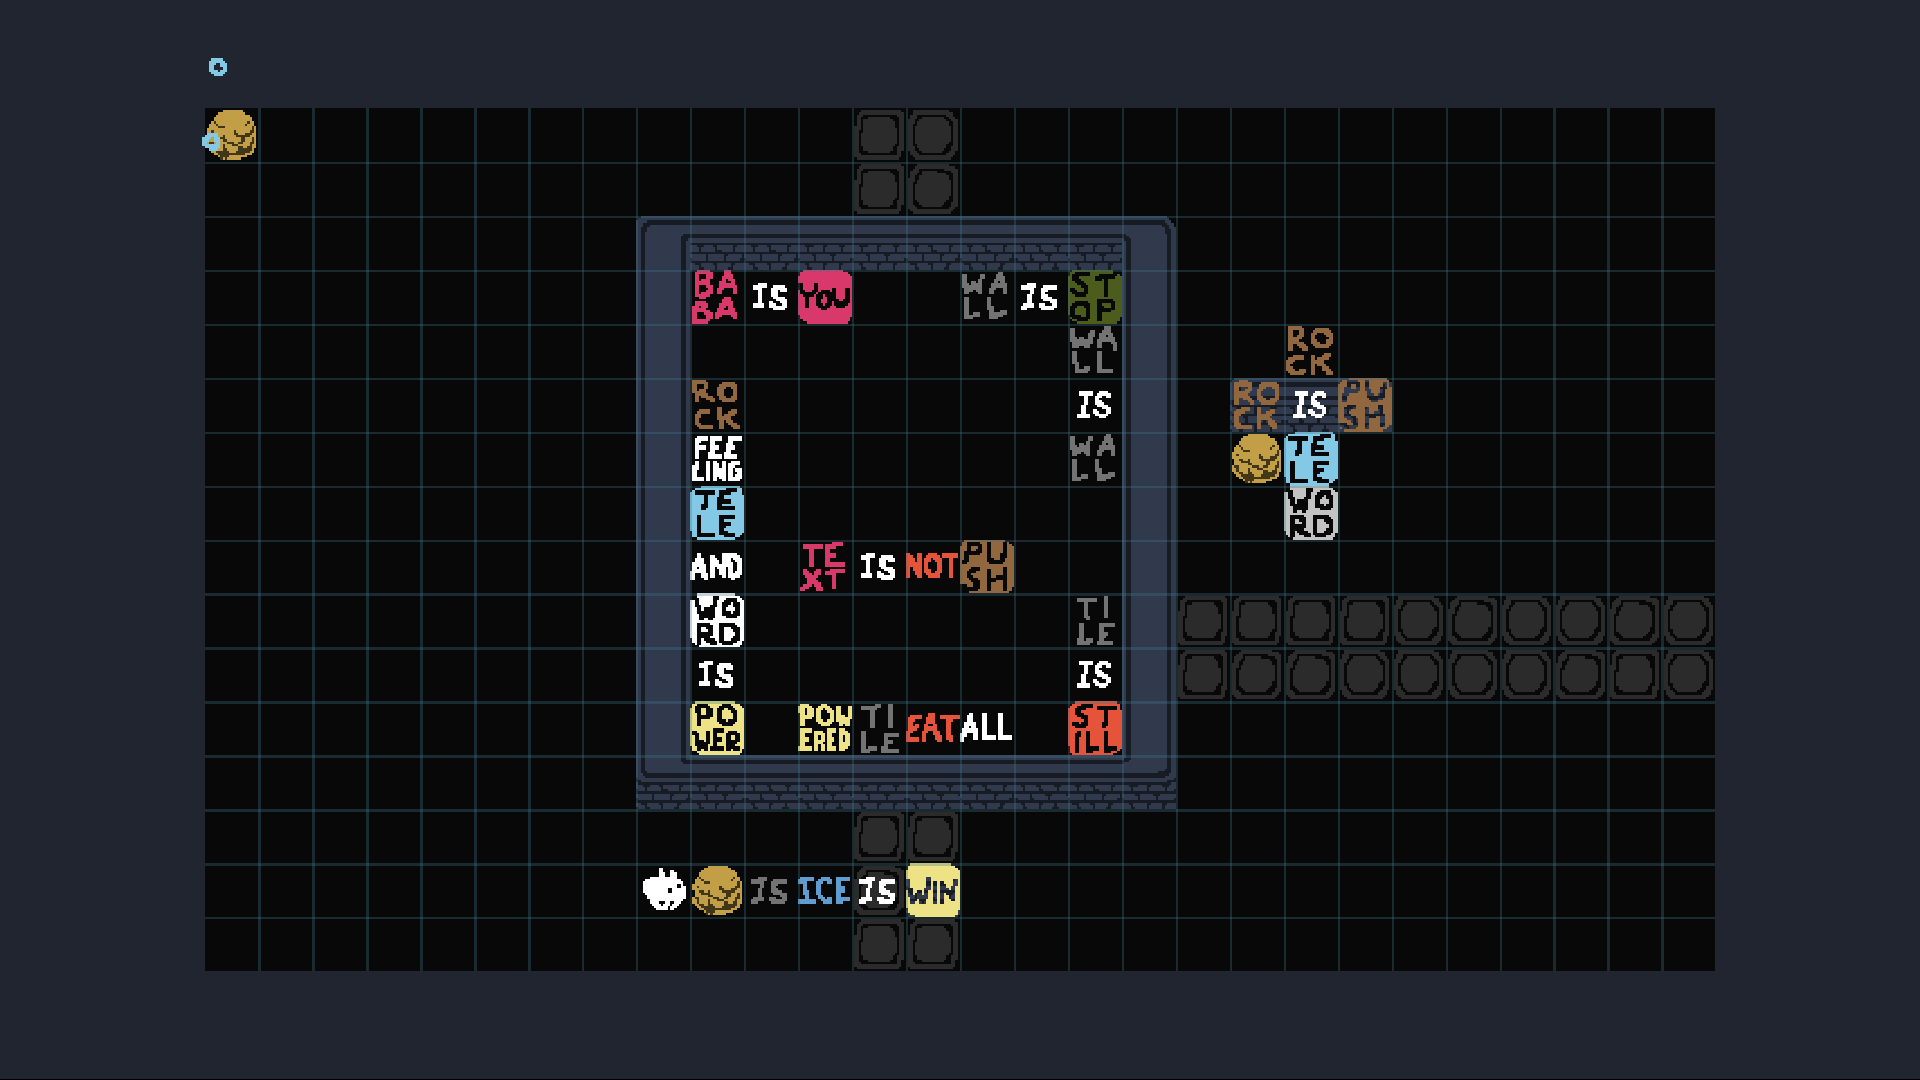 BABA IS YOU WALL IS STOP
WALL
ROCK
ROCK IS ROCK IS PUSH
FEELING WALL TELE
TELE WORD
AND TEXT IS NOT PUSH
WORD TILE
IS IS
POWER POWERED TILE EAT ALL STILL
IS ICE IS WIN